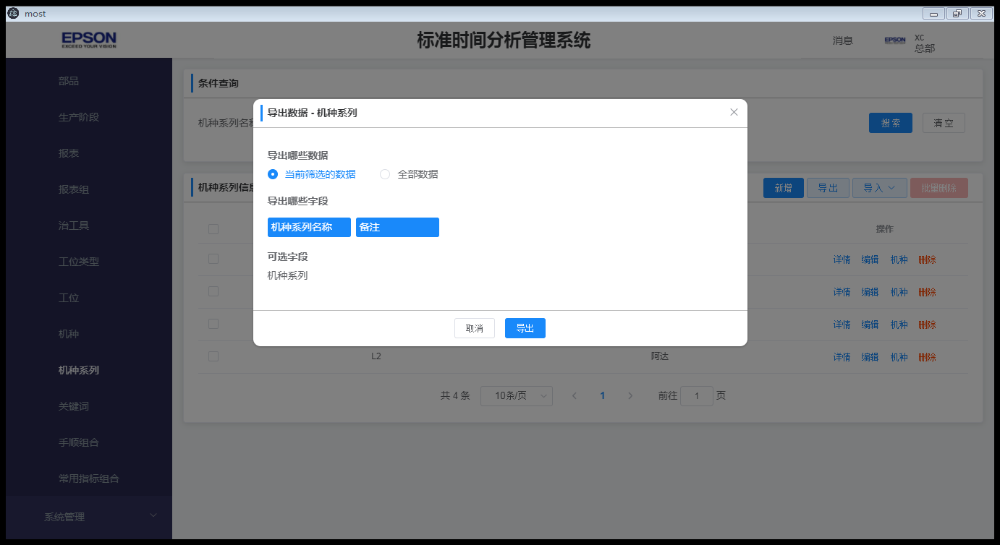 most
EPSON
EXCEED YOUR VISION
标准时间分析管理系统
消息
EPSON
xc
总部
部品
生产阶段
报表
报表组
治工具
工位类型
工位
机种
机种系列
关键词
手顺组合
常用指标组合
系统管理
条件查询
机种系列名称
搜索
清空
机种系列信息
新增
导出
导入
批里删除
操作
详情 编辑 机种 删除
详情 编辑 机种 删除
详情 编辑 机种 删除
L2 阿达 详情 编辑 机种 删除
共 4 条 10条/页 1 前往 1 页
导出数据 - 机种系列
导出哪些数据
当前筛选的数据 全部数据
导出哪些字段
机种系列名称 备注
可选字段
机种系列
取消 导出